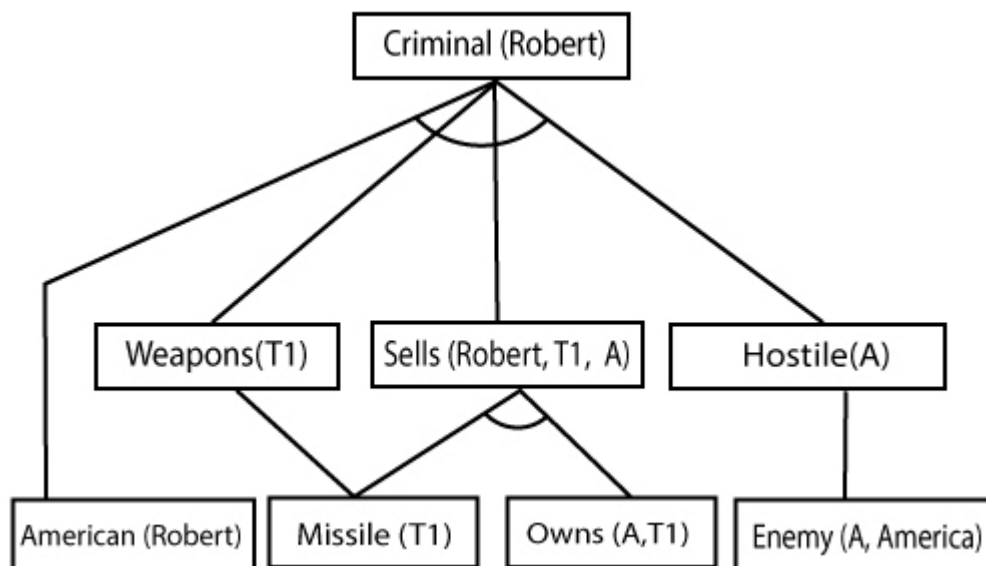 Criminal (Robert)
Weapons(T1)
Sells (Robert, T1, A)
Hostile(A)
American (Robert)
Missile (T1)
Owns (A,T1)
Enemy (A, America)